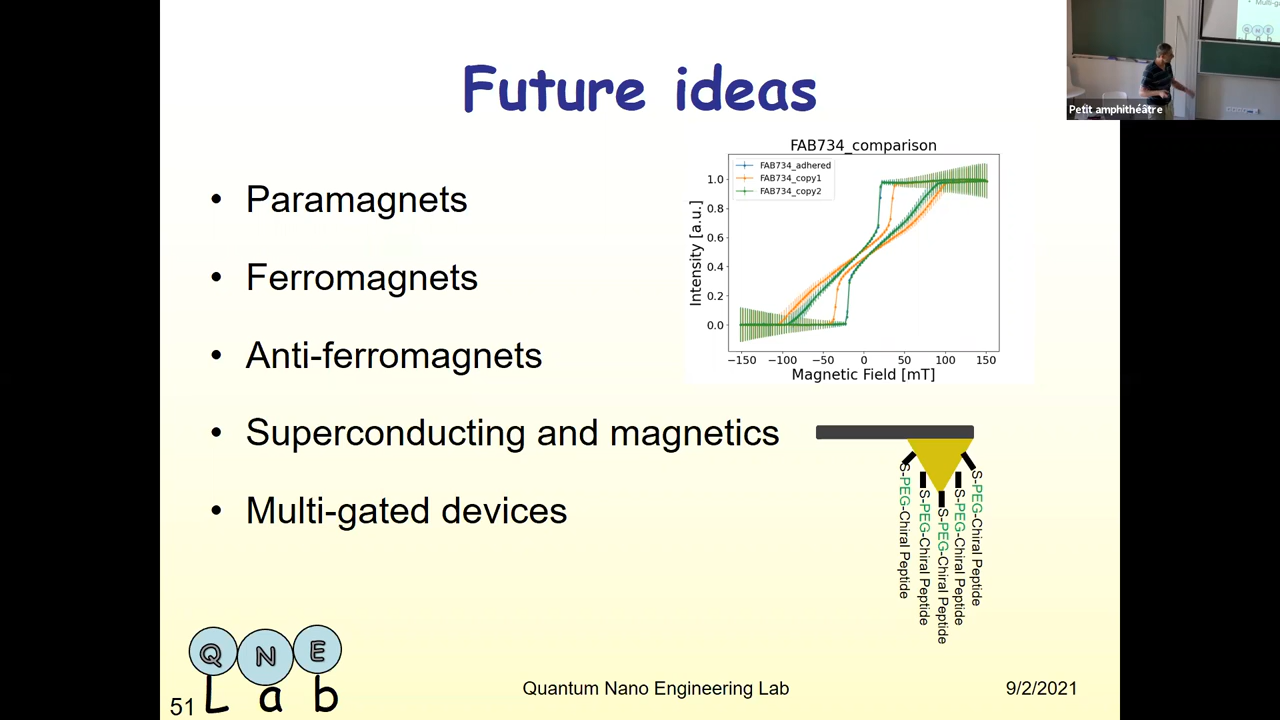 Future ideas
Petit amphithéâtre
• Paramagnets
• Ferromagnets
• Anti-ferromagnets
• Superconducting and magnetics
• Multi-gated devices
FAB734_comparison
FAB734_adhered
FAB734_copy1
FAB734_copy2
Intensity [a.u.]
1.0
0.8
0.6
0.4
0.2
0.0
−150 −100 −50 0 50 100 150
Magnetic Field [mT]
S-PEG-Chiral Peptide
S-PEG-Chiral Peptide
S-PEG-Chiral Peptide
S-PEG-Chiral Peptide
S-PEG-Chiral Peptide
Q N E
Lab
51
Quantum Nano Engineering Lab
9/2/2021